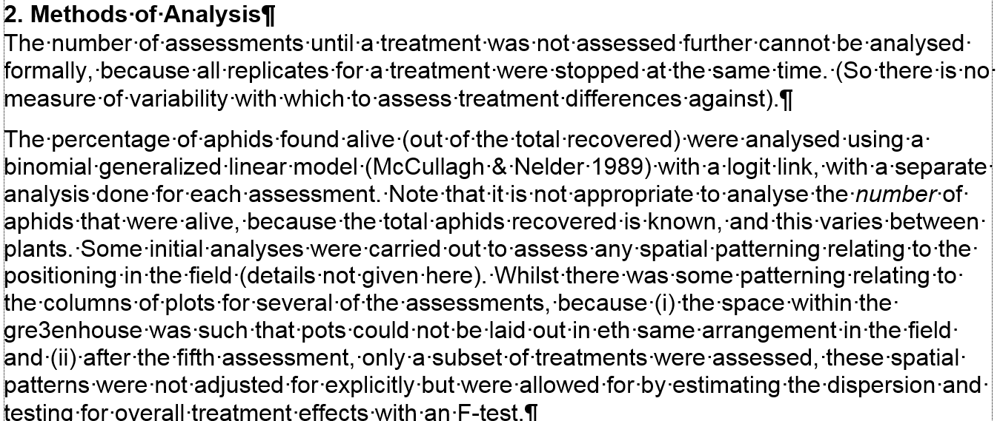 2. Methods of Analysis¶
The number of assessments until a treatment was not assessed further cannot be analysed
formally, because all replicates for a treatment were stopped at the same time. (So there is no
measure of variability with which to assess treatment differences against).¶
The percentage of aphids found alive (out of the total recovered) were analysed using a
binomial generalized linear model (McCullagh & Nelder 1989) with a logit link, with a separate
analysis done for each assessment. Note that it is not appropriate to analyse the number of
aphids that were alive, because the total aphids recovered is known, and this varies between
plants. Some initial analyses were carried out to assess any spatial patterning relating to the
positioning in the field (details not given here). Whilst there was some patterning relating to
the columns of plots for several of the assessments, because (i) the space within the
gre3enhouse was such that pots could not be laid out in eth same arrangement in the field
and (ii) after the fifth assessment, only a subset of treatments were assessed, these spatial
patterns were not adjusted for explicitly but were allowed for by estimating the dispersion and
testing for overall treatment effects with an F-test.¶